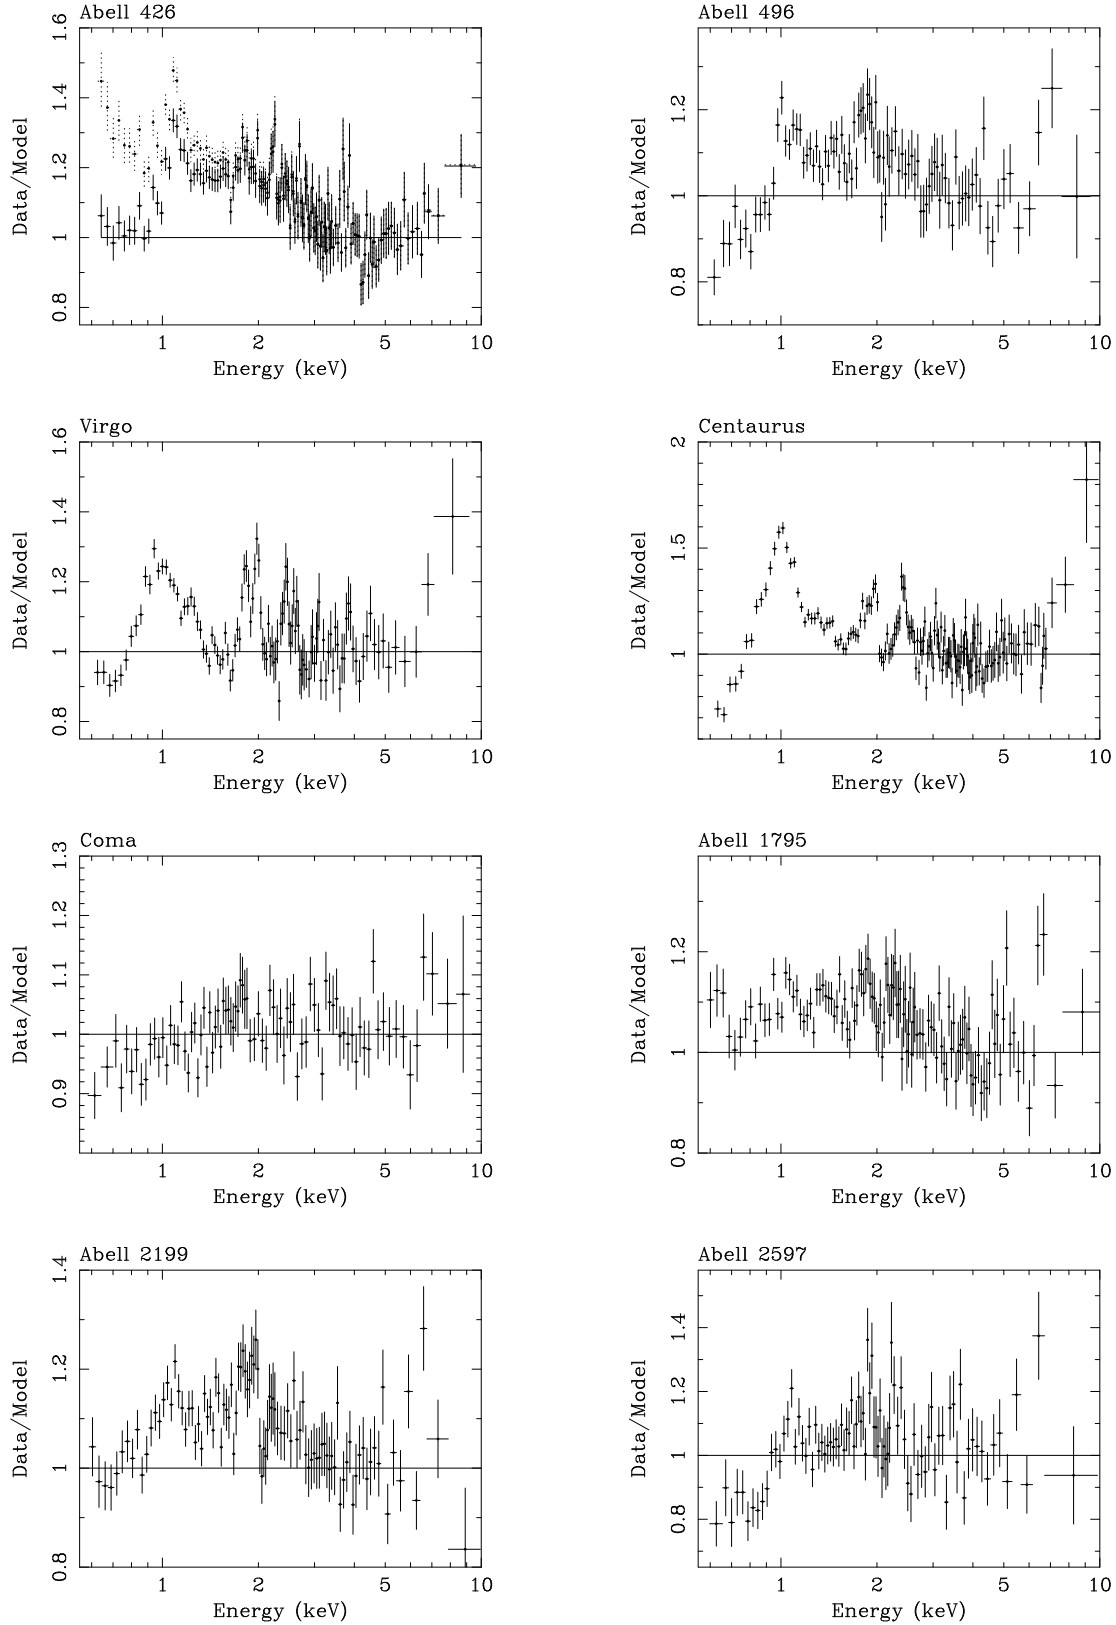 Abell 426
Data/Model
0.8 1 1.2 1.4 1.6
1 2 5 10
Energy (keV)
Abell 496
Data/Model
0.8 1 1.2
1 2 5 10
Energy (keV)
Virgo
Data/Model
0.8 1 1.2 1.4 1.6
1 2 5 10
Energy (keV)
Centaurus
Data/Model
1 1.5 2
1 2 5 10
Energy (keV)
Coma
Data/Model
0.9 1 1.1 1.2 1.3
1 2 5 10
Energy (keV)
Abell 1795
Data/Model
0.8 1 1.2
1 2 5 10
Energy (keV)
Abell 2199
Data/Model
0.8 1 1.2 1.4
1 2 5 10
Energy (keV)
Abell 2597
Data/Model
0.8 1 1.2 1.4
1 2 5 10
Energy (keV)